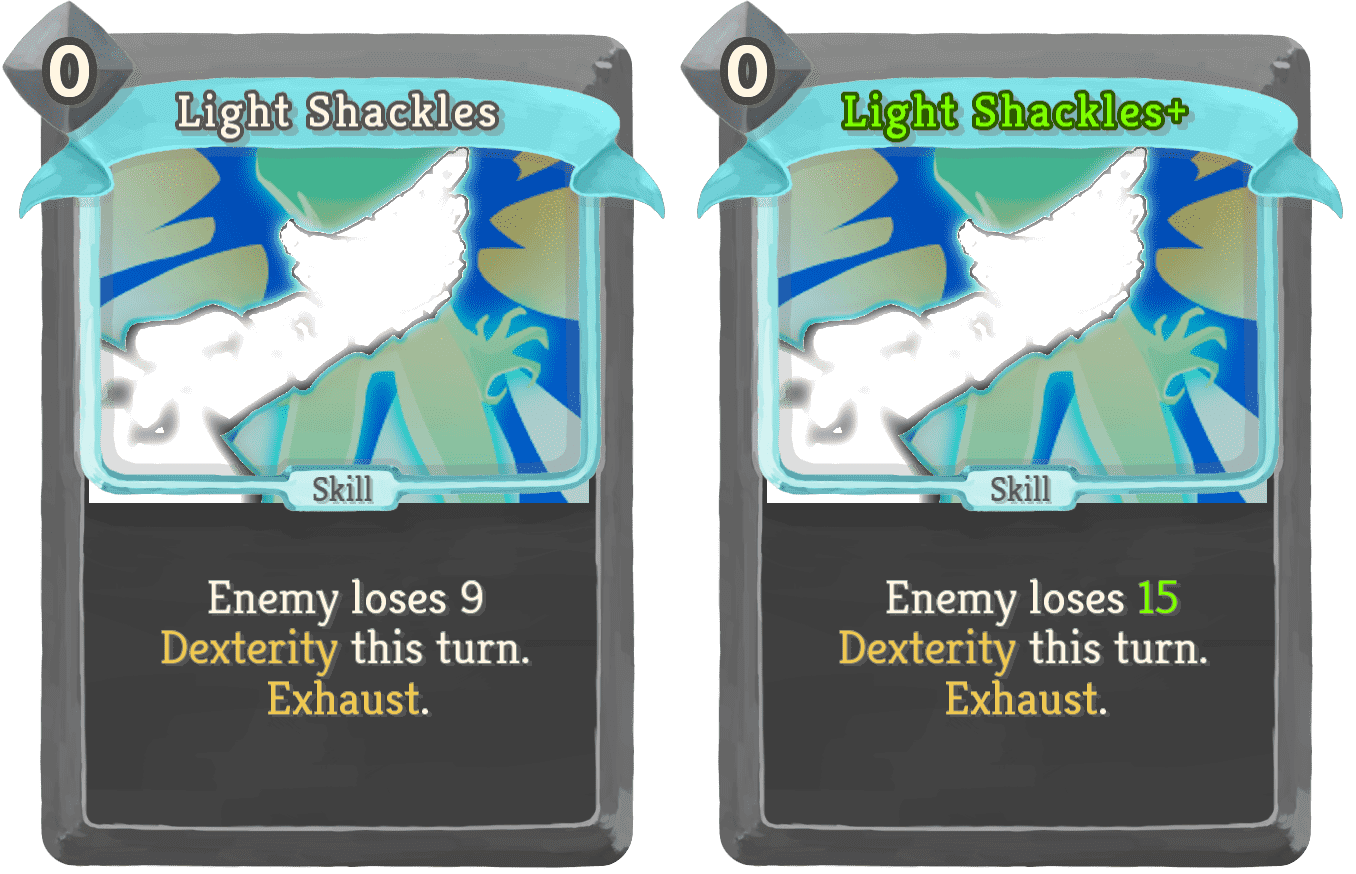 0
Light Shackles
Skill
Enemy loses 9
Dexterity this turn.
Exhaust.
0
Light Shackles+
Skill
Enemy loses 15
Dexterity this turn.
Exhaust.